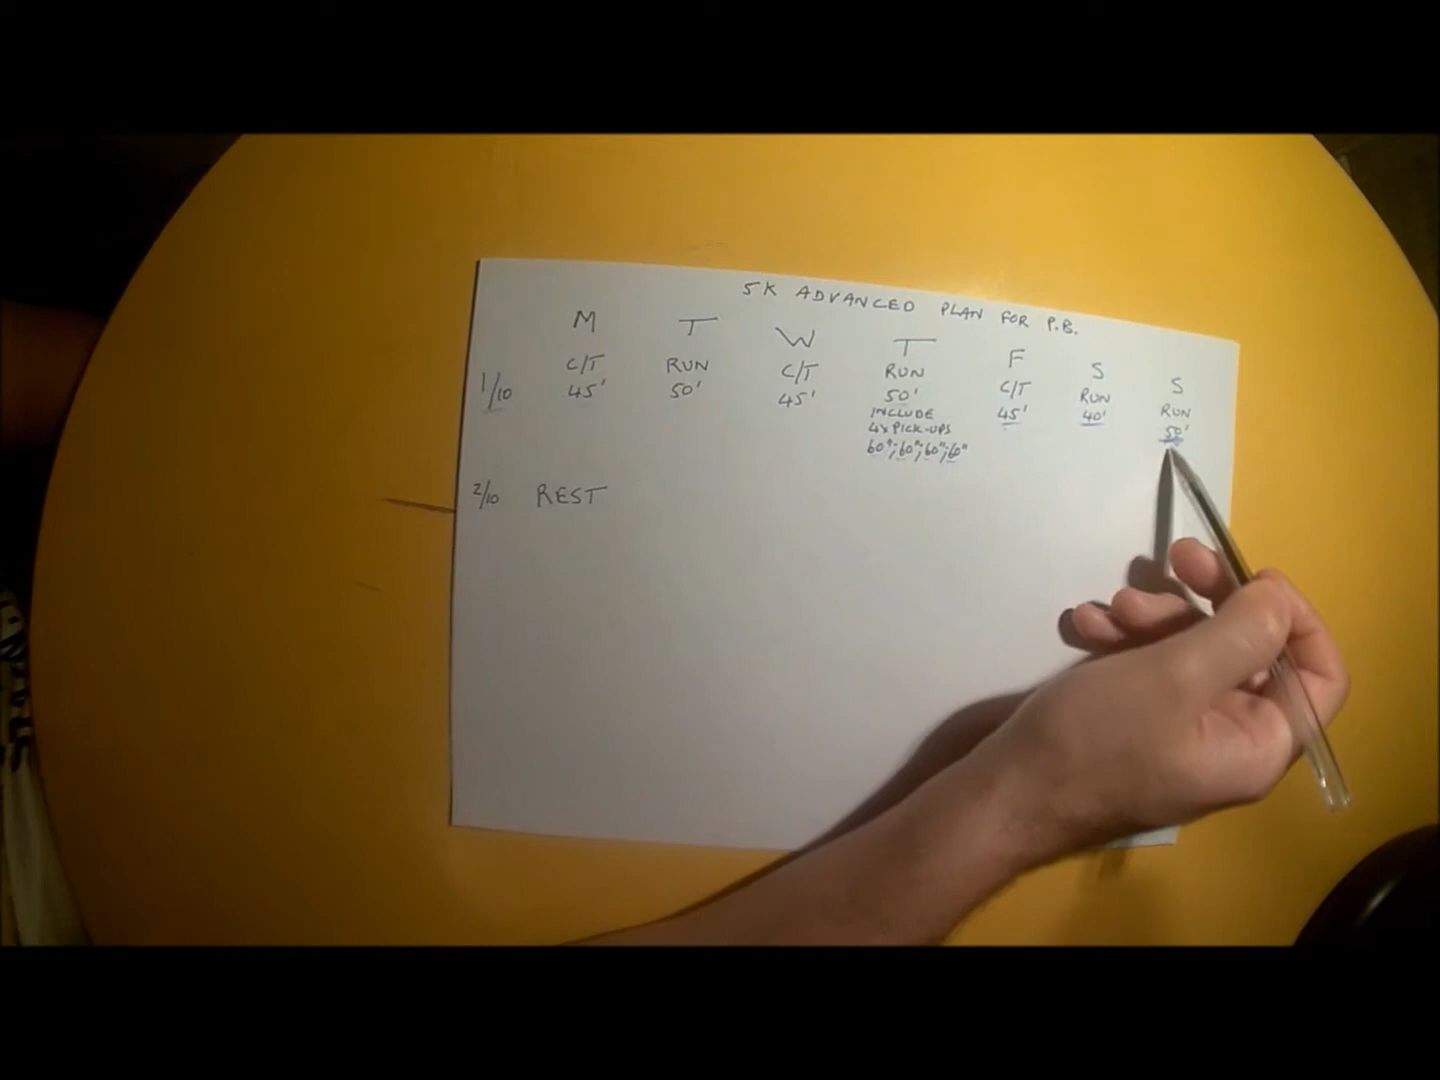 5K ADVANCED PLAN FOR P.B.
M T W T F S S
1/10
C/T
45'
RUN
50'
C/T
45'
RUN
50'
INCLUDE
4x PICK-UPS
60"; 60"; 60"; 60"
C/T
45'
RUN
40'
RUN
50'
2/10 REST